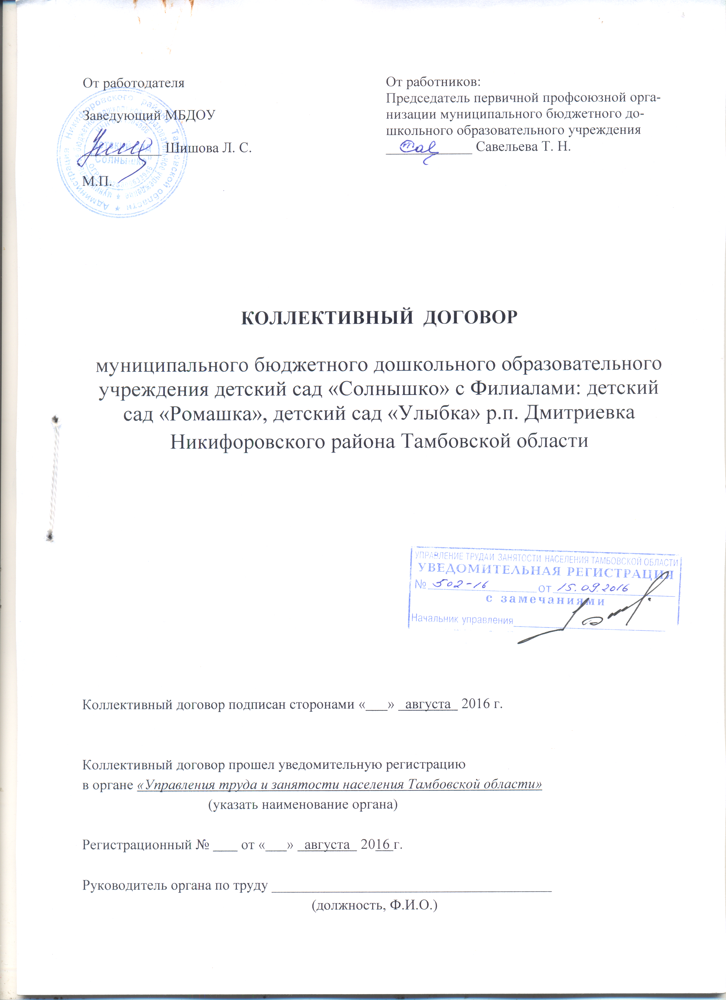 От работодателя
Заведующий МБДОУ
Шишова Л. С.
М.П.
От работников:
Председатель первичной профсоюзной орга-
низации муниципального бюджетного до-
школьного образовательного учреждения
Савельева Т. Н.
Администрация Никифоровского района Тамбовской области
КОЛЛЕКТИВНЫЙ ДОГОВОР
муниципального бюджетного дошкольного образовательного
учреждения детский сад «Солнышко» с Филиалами: детский
сад «Ромашка», детский сад «Улыбка» р.п. Дмитриевка
Никифоровского района Тамбовской области
УПРАВЛЕНИЕ ТРУДА И ЗАНЯТОСТИ НАСЕЛЕНИЯ ТАМБОВСКОЙ ОБЛАСТИ
УВЕДОМИТЕЛЬНАЯ РЕГИСТРАЦИЯ
№ 502-16 от 15.09.2016
с замечаниями
Начальник управления
Коллективный договор подписан сторонами «___» августа 2016 г.
Коллективный договор прошел уведомительную регистрацию
в органе «Управления труда и занятости населения Тамбовской области»
(указать наименование органа)
Регистрационный № ___ от «___» августа 2016 г.
Руководитель органа по труду ___
(должность, Ф.И.О.)